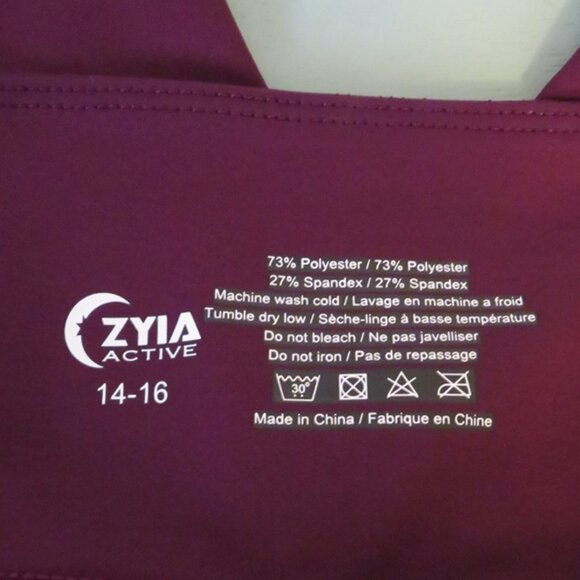 ZYIA
ACTIVE
14-16
73% Polyester / 73% Polyester
27% Spandex / 27% Spandex
Machine wash cold / Lavage en machine a froid
Tumble dry low / Sèche-linge à basse température
Do not bleach / Ne pas javelliser
Do not iron / Pas de repassage
30°
Made in China / Fabrique en Chine